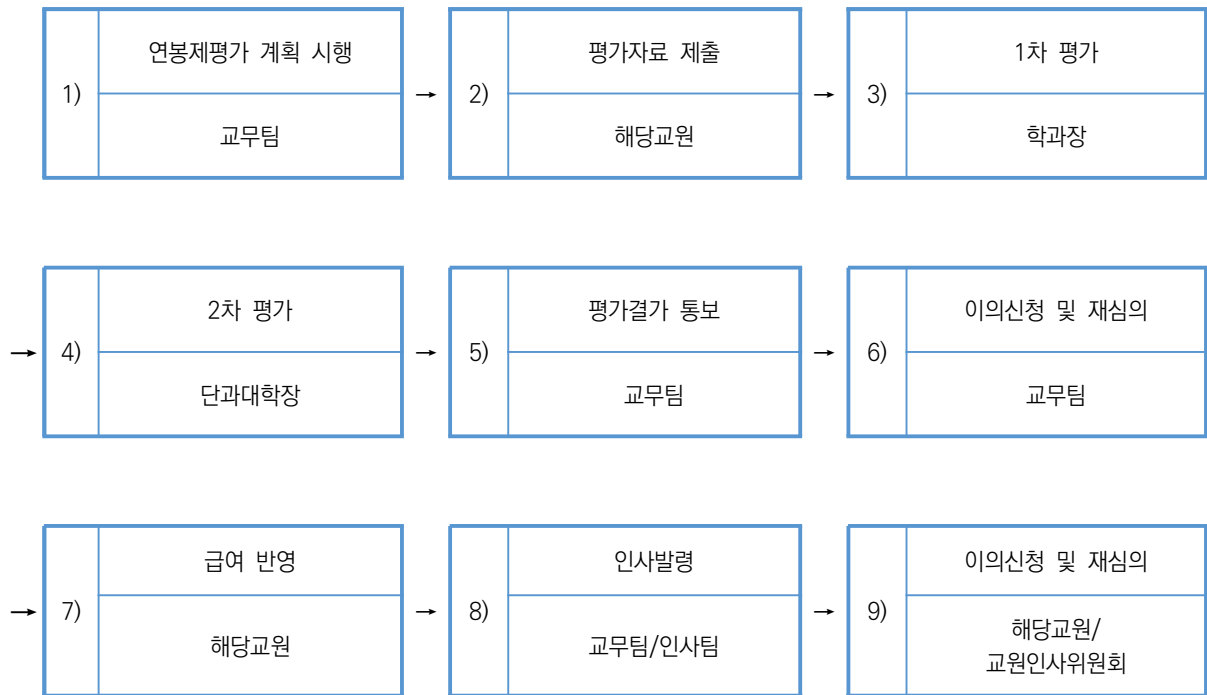 1)
연봉제평가 계획 시행
교무팀
→
2)
평가자료 제출
해당교원
→
3)
1차 평가
학과장
→
4)
2차 평가
단과대학장
→
5)
평가결가 통보
교무팀
→
6)
이의신청 및 재심의
교무팀
→
7)
급여 반영
해당교원
→
8)
인사발령
교무팀/인사팀
→
9)
이의신청 및 재심의
해당교원/
교원인사위원회